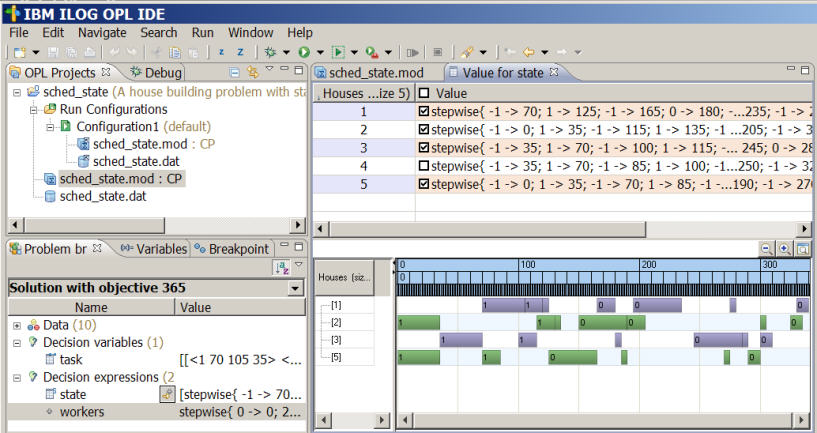 IBM ILOG OPL IDE
File Edit Navigate Search Run Window Help
OPL Projects Debug
sched_state (A house building problem with sta
Run Configurations
Configuration1 (default)
sched_state.mod : CP
sched_state.dat
sched_state.mod : CP
sched_state.dat
Problem br Variables Breakpoint
Solution with objective 365
Name Value
Data (10)
Decision variables (1)
task [[<1 70 105 35> <...
Decision expressions (2
state [stepwise{ -1 -> 70...
workers stepwise{ 0 -> 0; 2...
sched_state.mod Value for state
Houses ...ize 5) Value
1 stepwise{ -1 -> 70; 1 -> 125; -1 -> 165; 0 -> 180; -...235; -1 -> 2
2 stepwise{ -1 -> 0; 1 -> 35; -1 -> 115; 1 -> 135; -1 ...205; -1 -> 3
3 stepwise{ -1 -> 35; 1 -> 70; -1 -> 100; 1 -> 115; -... 245; 0 -> 28
4 stepwise{ -1 -> 35; 1 -> 70; -1 -> 85; 1 -> 100; -1...250; -1 -> 32
5 stepwise{ -1 -> 0; 1 -> 35; -1 -> 70; 1 -> 85; -1 -...190; -1 -> 270
Houses (siz...
0 100 200 300
0
[1] 1 1 0 0 0
[2] 1 1 0 0 0 0
[3] 1 1 0 0
[5] 1 1 0 0